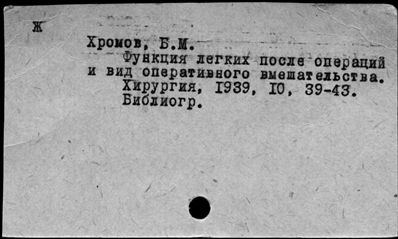 Ж
Хромов, Б.М.
Функция легких после операций
и вид оперативного вмешательства.
Хирургия, 1939, 10, 39-43.
Библиогр.